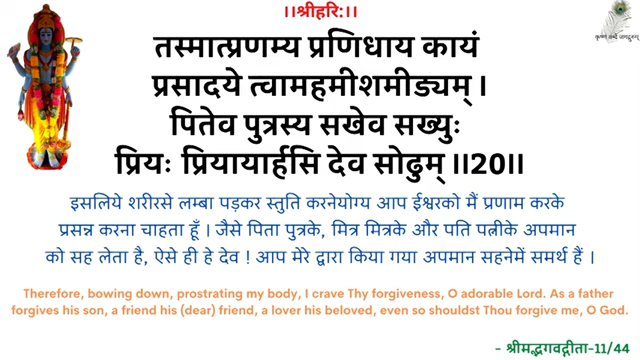 ।।श्रीहरि:।।
कृष्णं वन्दे जगद्गुरुम्
तस्मात्प्रणम्य प्रणिधाय कायं
प्रसादये त्वामहमीशमीड्यम् ।
पितेव पुत्रस्य सखेव सख्युः
प्रियः प्रियायार्हसि देव सोढुम् ।।20।।
इसलिये शरीरसे लम्बा पड़कर स्तुति करनेयोग्य आप ईश्वरको मैं प्रणाम करके
प्रसन्न करना चाहता हूँ । जैसे पिता पुत्रके, मित्र मित्रके और पति पत्नीके अपमान
को सह लेता है, ऐसे ही हे देव ! आप मेरे द्वारा किया गया अपमान सहनेमें समर्थ हैं ।
Therefore, bowing down, prostrating my body, I crave Thy forgiveness, O adorable Lord. As a father
forgives his son, a friend his (dear) friend, a lover his beloved, even so shouldst Thou forgive me, O God.
- श्रीमद्भगवद्गीता-11/44